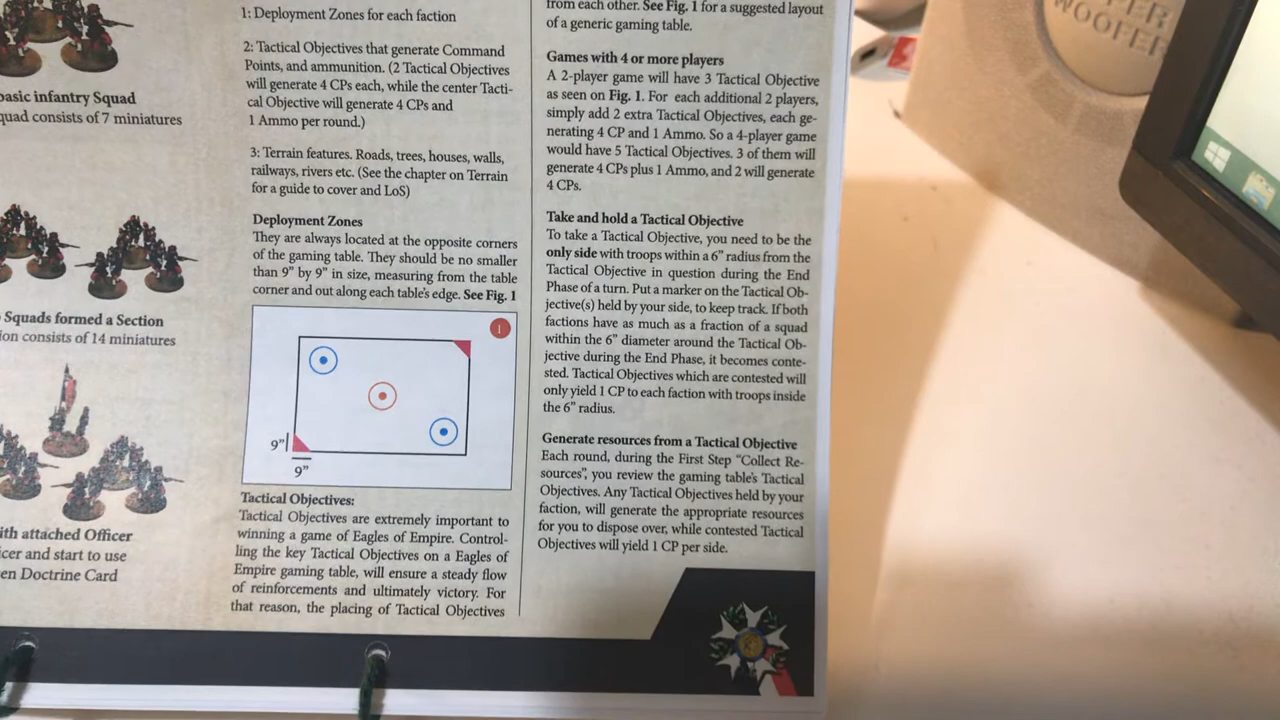 basic infantry Squad
quad consists of 7 miniatures
Squads formed a Section
ion consists of 14 miniatures
ith attached Officer
icer and start to use
en Doctrine Card
1: Deployment Zones for each faction
2: Tactical Objectives that generate Command
Points, and ammunition. (2 Tactical Objectives
will generate 4 CPs each, while the center Tacti-
cal Objective will generate 4 CPs and
1 Ammo per round.)
3: Terrain features. Roads, trees, houses, walls,
railways, rivers etc. (See the chapter on Terrain
for a guide to cover and LoS)
Deployment Zones
They are always located at the opposite corners
of the gaming table. They should be no smaller
than 9” by 9” in size, measuring from the table
corner and out along each table's edge. See Fig. 1
1
9”
9”
Tactical Objectives:
Tactical Objectives are extremely important to
winning a game of Eagles of Empire. Control-
ling the key Tactical Objectives on a Eagles of
Empire gaming table, will ensure a steady flow
of reinforcements and ultimately victory. For
that reason, the placing of Tactical Objectives
from each other. See Fig. 1 for a suggested layout
of a generic gaming table.
Games with 4 or more players
A 2-player game will have 3 Tactical Objective
as seen on Fig. 1. For each additional 2 players,
simply add 2 extra Tactical Objectives, each ge-
nerating 4 CP and 1 Ammo. So a 4-player game
would have 5 Tactical Objectives. 3 of them will
generate 4 CPs plus 1 Ammo, and 2 will generate
4 CPs.
Take and hold a Tactical Objective
To take a Tactical Objective, you need to be the
only side with troops within a 6” radius from the
Tactical Objective in question during the End
Phase of a turn. Put a marker on the Tactical Ob-
jective(s) held by your side, to keep track. If both
factions have as much as a fraction of a squad
within the 6” diameter around the Tactical Ob-
jective during the End Phase, it becomes conte-
sted. Tactical Objectives which are contested will
only yield 1 CP to each faction with troops inside
the 6” radius.
Generate resources from a Tactical Objective
Each round, during the First Step “Collect Re-
sources”, you review the gaming table's Tactical
Objectives. Any Tactical Objectives held by your
faction, will generate the appropriate resources
for you to dispose over, while contested Tactical
Objectives will yield 1 CP per side.
PER
WOOFER